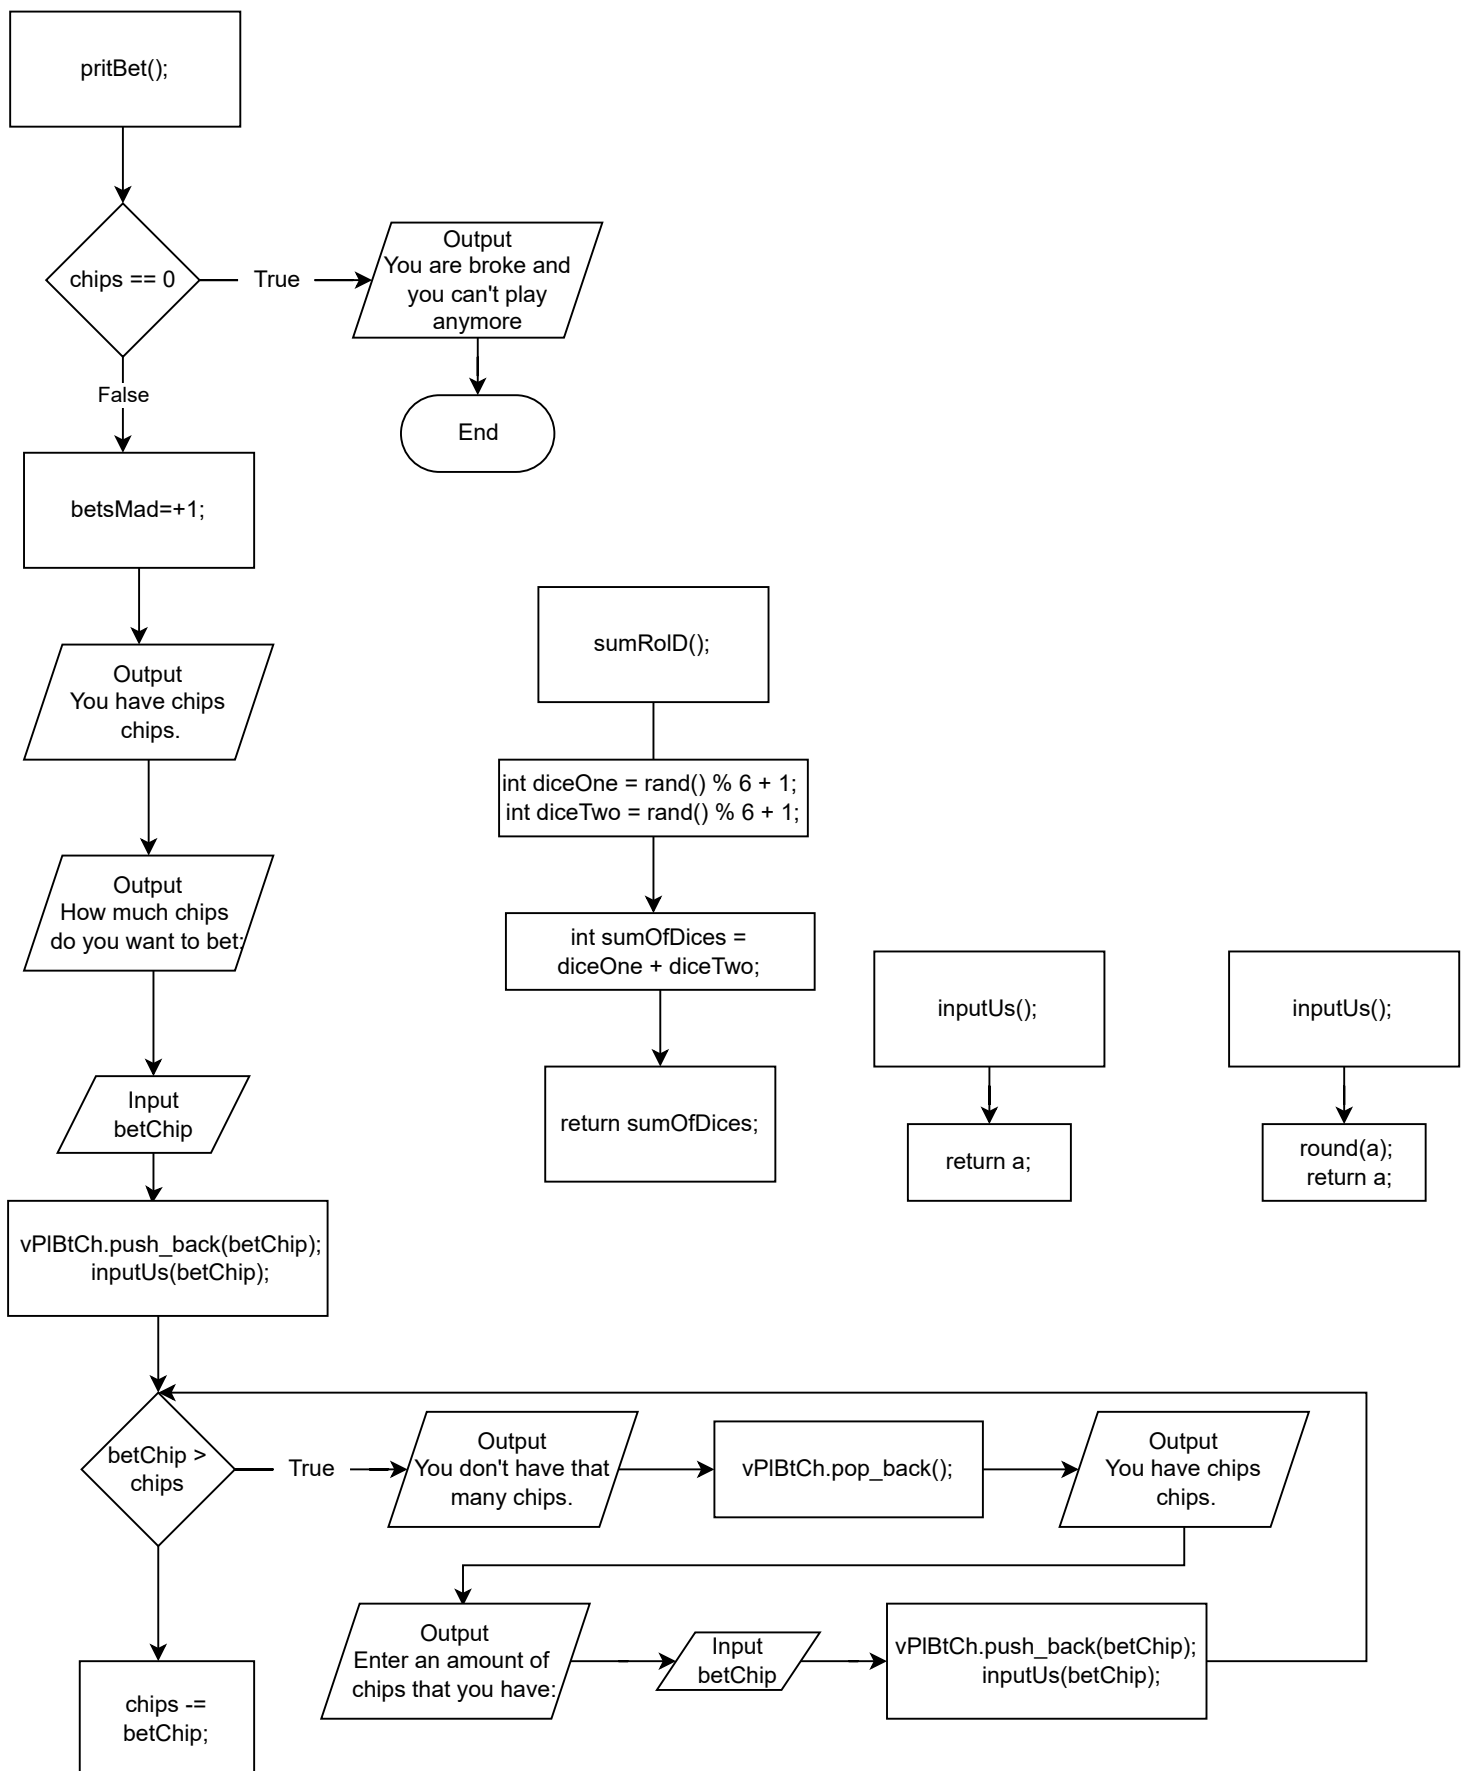 pritBet();
chips == 0
True
Output
You are broke and
you can't play
anymore
End
False
betsMad=+1;
Output
You have chips
chips.
Output
How much chips
do you want to bet:
Input
betChip
vPlBtCh.push_back(betChip);
inputUs(betChip);
betChip >
chips
True
Output
You don't have that
many chips.
vPlBtCh.pop_back();
Output
You have chips
chips.
Output
Enter an amount of
chips that you have:
Input
betChip
vPlBtCh.push_back(betChip);
inputUs(betChip);
chips -=
betChip;
sumRolD();
int diceOne = rand() % 6 + 1;
int diceTwo = rand() % 6 + 1;
int sumOfDices =
diceOne + diceTwo;
return sumOfDices;
inputUs();
return a;
inputUs();
round(a);
return a;